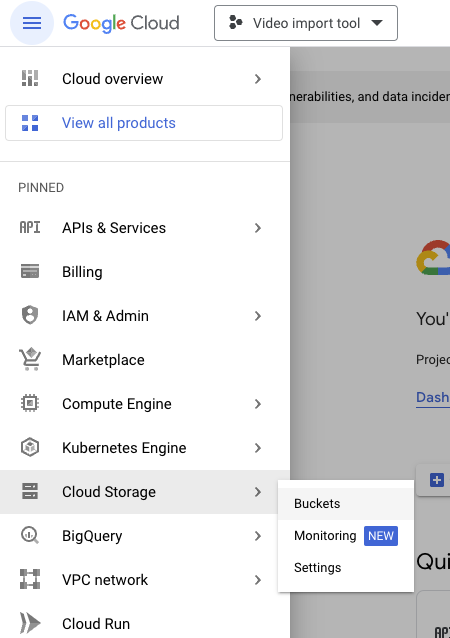 Google Cloud
Video import tool
Cloud overview
nerabilities, and data inciden
View all products
PINNED
API APIs & Services
Billing
You'
IAM & Admin
Marketplace
Projec
Dash
Compute Engine
Kubernetes Engine
Cloud Storage
Buckets
BigQuery
Monitoring NEW
Settings
Qui
VPC network
Cloud Run
API